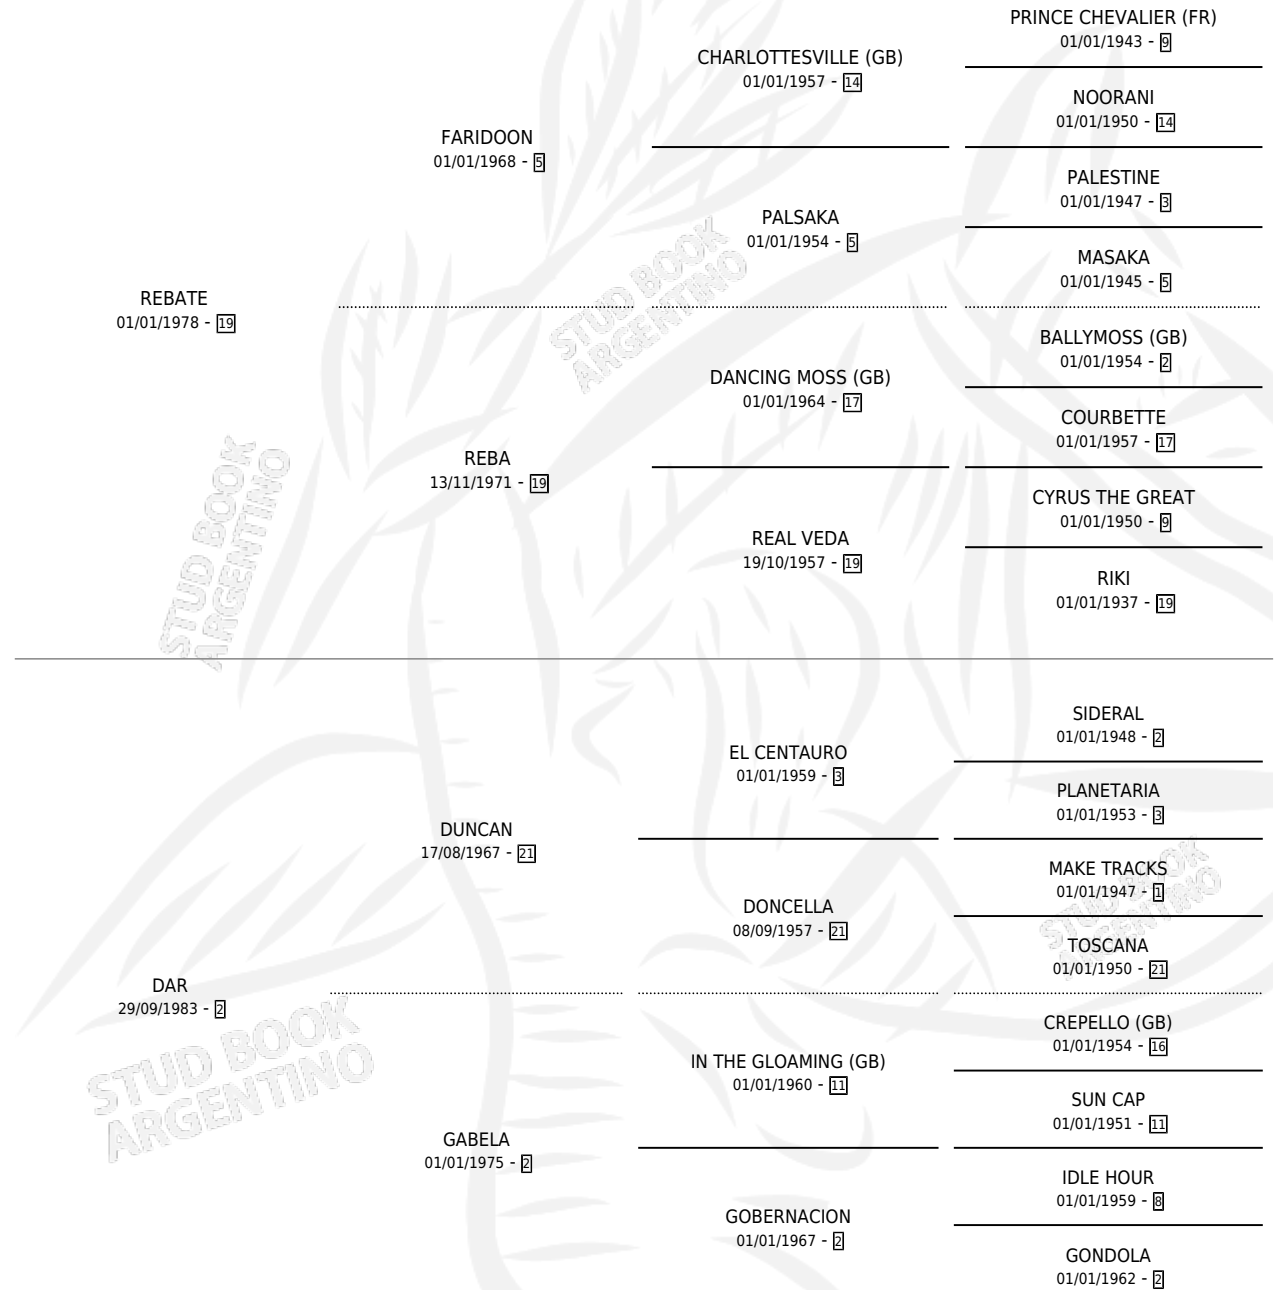 PRINCE CHEVALIER (FR)
01/01/1943 - 9
CHARLOTTESVILLE (GB)
01/01/1957 - 14
NOORANI
01/01/1950 - 14
FARIDOON
01/01/1968 - 5
PALESTINE
01/01/1947 - 3
PALSAKA
01/01/1954 - 5
MASAKA
01/01/1945 - 5
REBATE
01/01/1978 - 19
STUD BOOK
ARGENTINO
BALLYMOSS (GB)
01/01/1954 - 2
DANCING MOSS (GB)
01/01/1964 - 17
COURBETTE
01/01/1957 - 17
REBA
13/11/1971 - 19
CYRUS THE GREAT
01/01/1950 - 9
REAL VEDA
19/10/1957 - 19
RIKI
01/01/1937 - 19
STUD BOOK
ARGENTINO
SIDERAL
01/01/1948 - 2
EL CENTAURO
01/01/1959 - 3
PLANETARIA
01/01/1953 - 3
DUNCAN
17/08/1967 - 21
MAKE TRACKS
01/01/1947 - 1
DONCELLA
08/09/1957 - 21
STUD BOOK
ARGENTINO
TOSCANA
01/01/1950 - 21
DAR
29/09/1983 - 2
STUD BOOK
ARGENTINO
CREPELLO (GB)
01/01/1954 - 16
IN THE GLOAMING (GB)
01/01/1960 - 11
SUN CAP
01/01/1951 - 11
GABELA
01/01/1975 - 2
IDLE HOUR
01/01/1959 - 8
GOBERNACION
01/01/1967 - 2
GONDOLA
01/01/1962 - 2